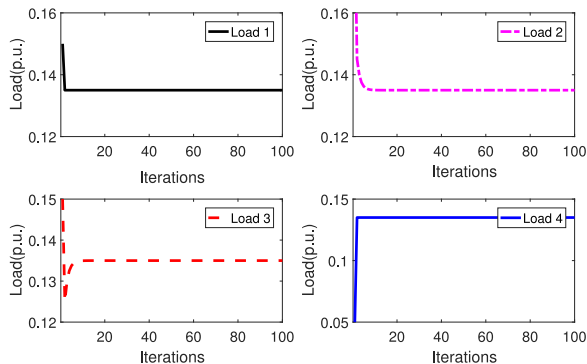 0.16
0.14
0.12
Load(p.u.)
Load 1
20 40 60 80 100
Iterations
0.16
0.14
0.12
Load(p.u.)
Load 2
20 40 60 80 100
Iterations
0.15
0.14
0.13
0.12
Load(p.u.)
Load 3
20 40 60 80 100
Iterations
0.15
0.1
0.05
Load(p.u.)
Load 4
20 40 60 80 100
Iterations